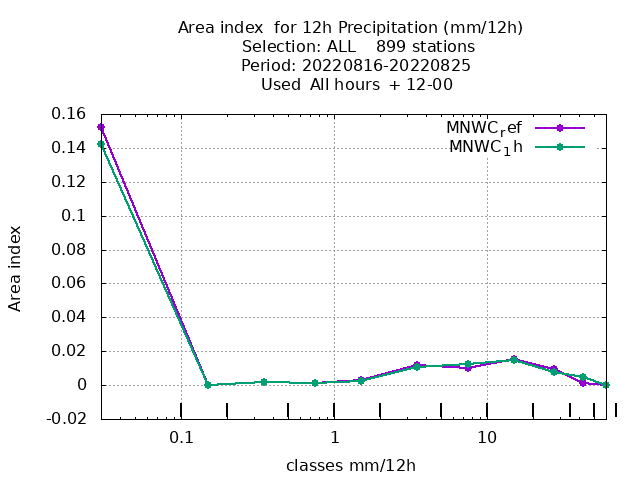 Area index  for 12h Precipitation (mm/12h)
Selection: ALL    899 stations
Period: 20220816-20220825
Used  All hours  + 12-00
MNWCref
MNWC1h
0.16
0.14
0.12
0.1
0.08
0.06
0.04
0.02
0
-0.02
Area index
0.1
1
10
classes mm/12h